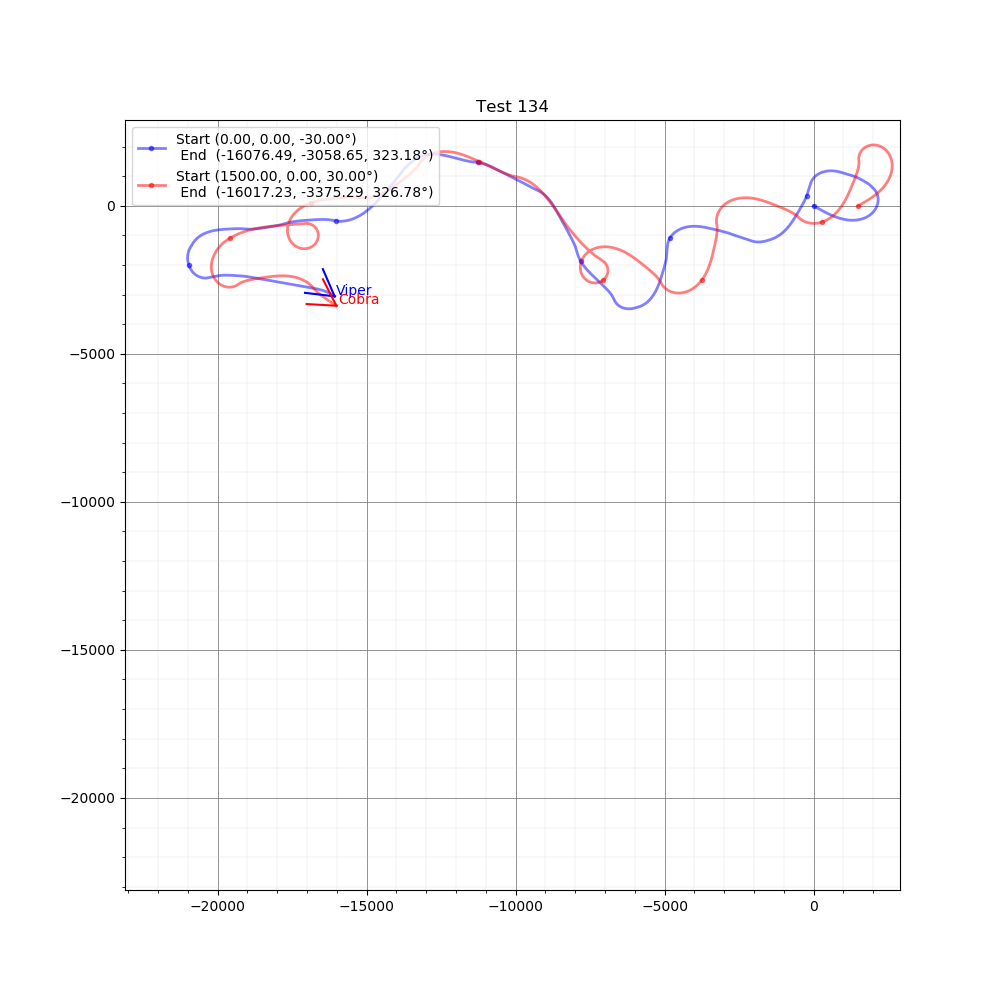 Test 134
Start (0.00, 0.00, -30.00°)
End  (-16076.49, -3058.65, 323.18°)
Start (1500.00, 0.00, 30.00°)
End  (-16017.23, -3375.29, 326.78°)
0
Viper
Cobra
−5000
−10000
−15000
−20000
−20000 −15000 −10000 −5000 0